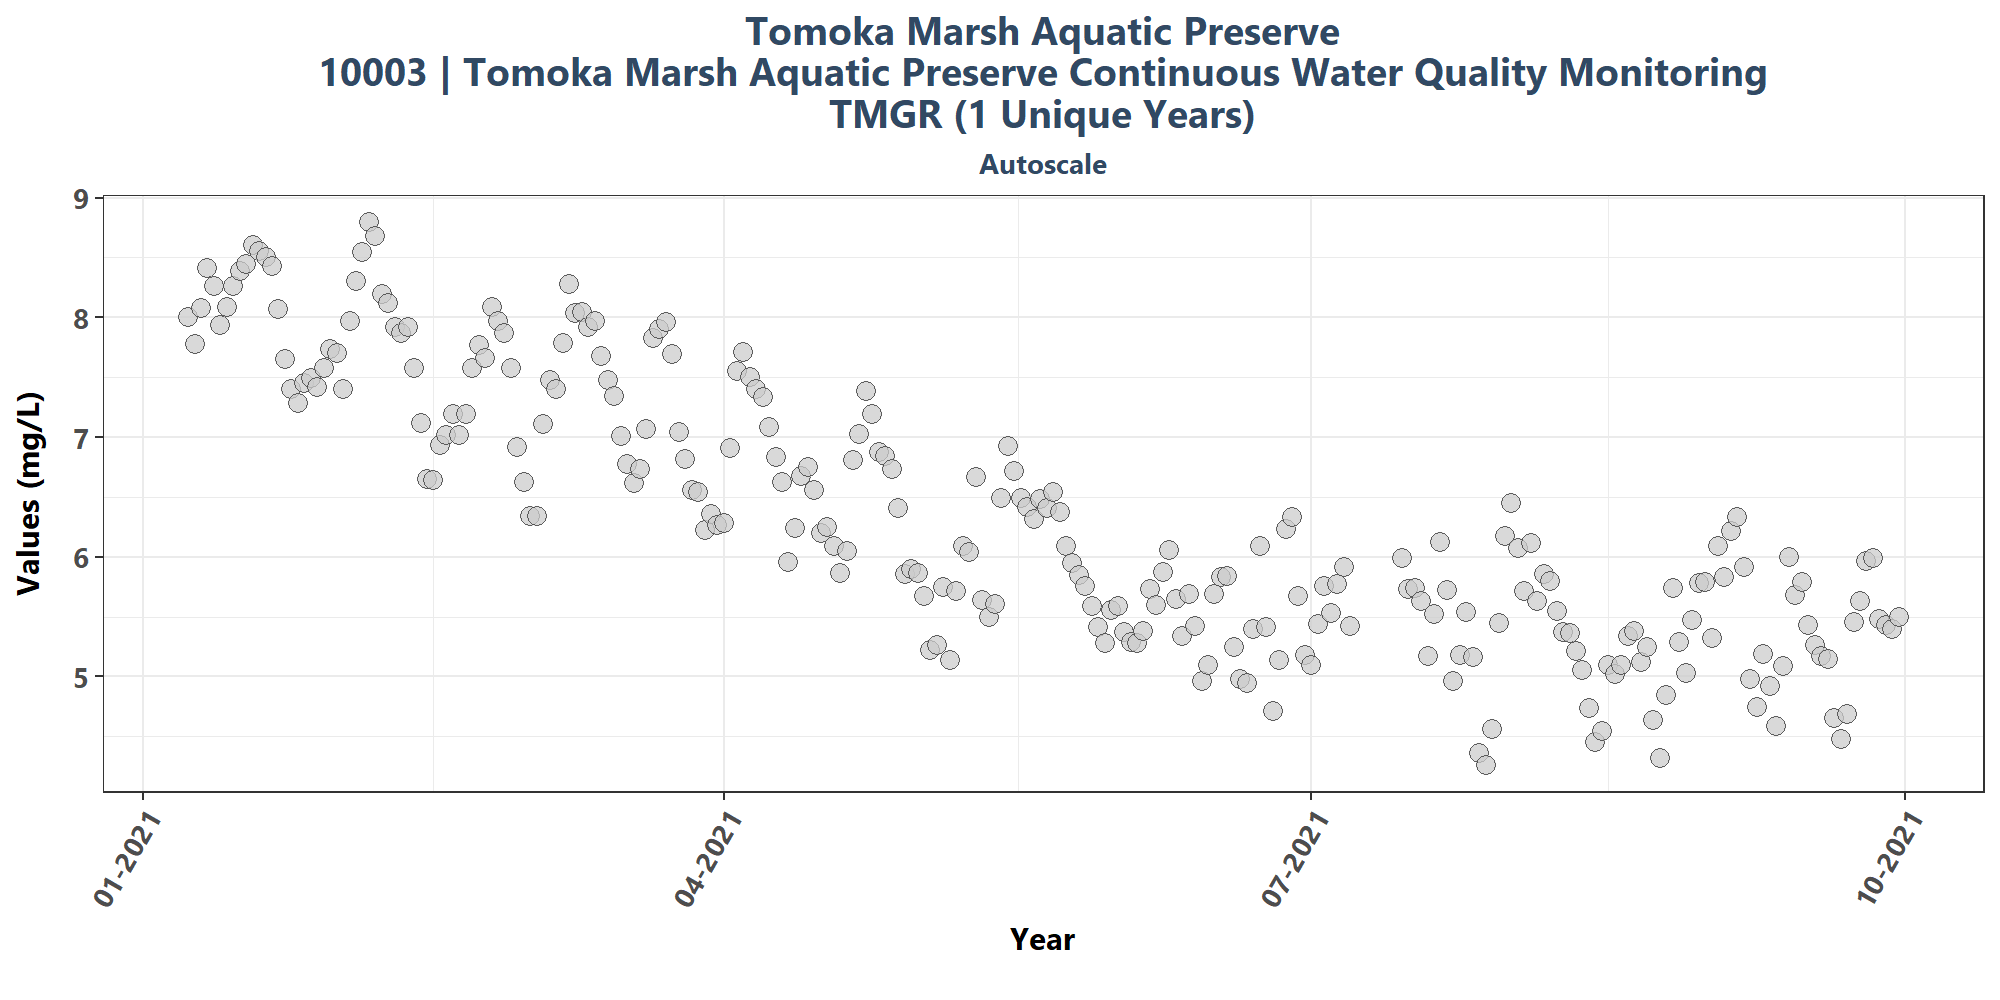 Tomoka Marsh Aquatic Preserve
10003 | Tomoka Marsh Aquatic Preserve Continuous Water Quality Monitoring
TMGR (1 Unique Years)
Autoscale
Values (mg/L)
9
8
7
6
5
01-2021
04-2021
07-2021
10-2021
Year